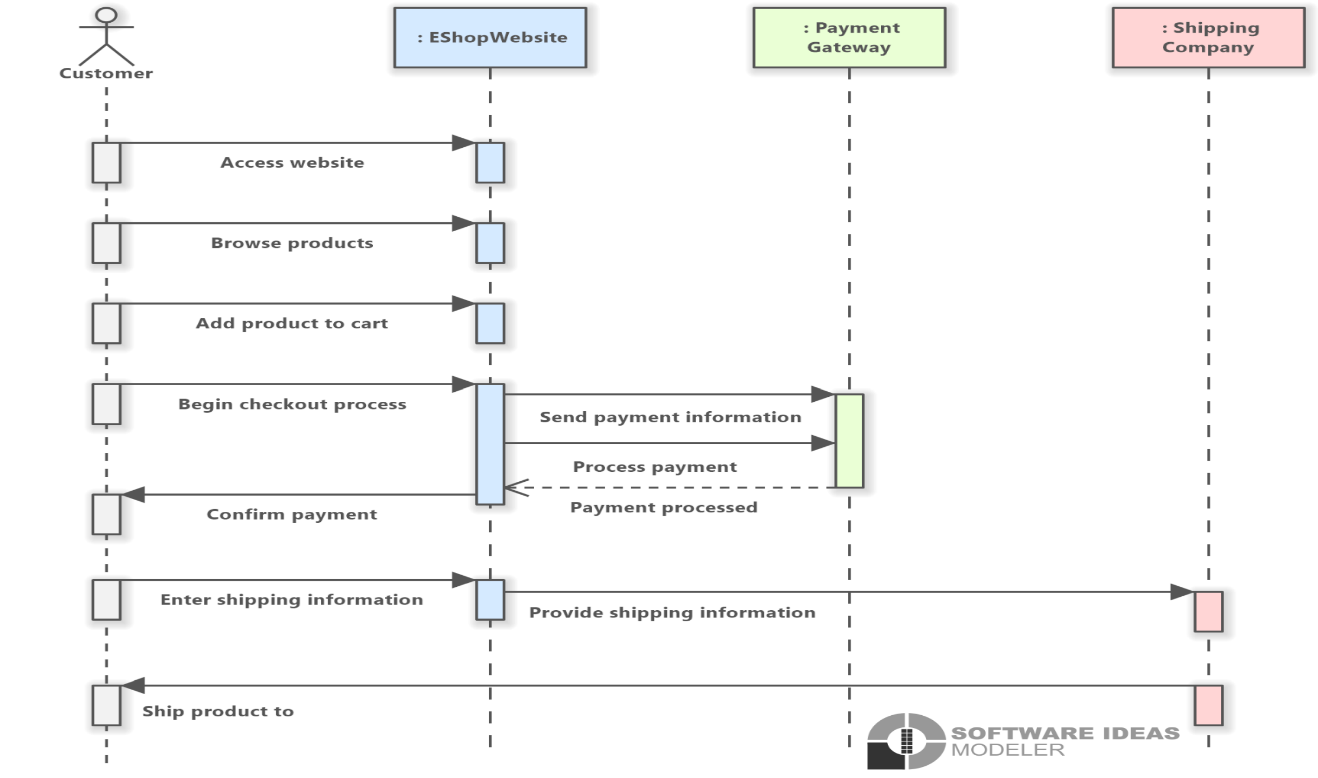 Customer
: EShopWebsite
: Payment
Gateway
: Shipping
Company
Access website
Browse products
Add product to cart
Begin checkout process
Send payment information
Process payment
Payment processed
Confirm payment
Enter shipping information
Provide shipping information
Ship product to
SOFTWARE IDEAS
MODELER